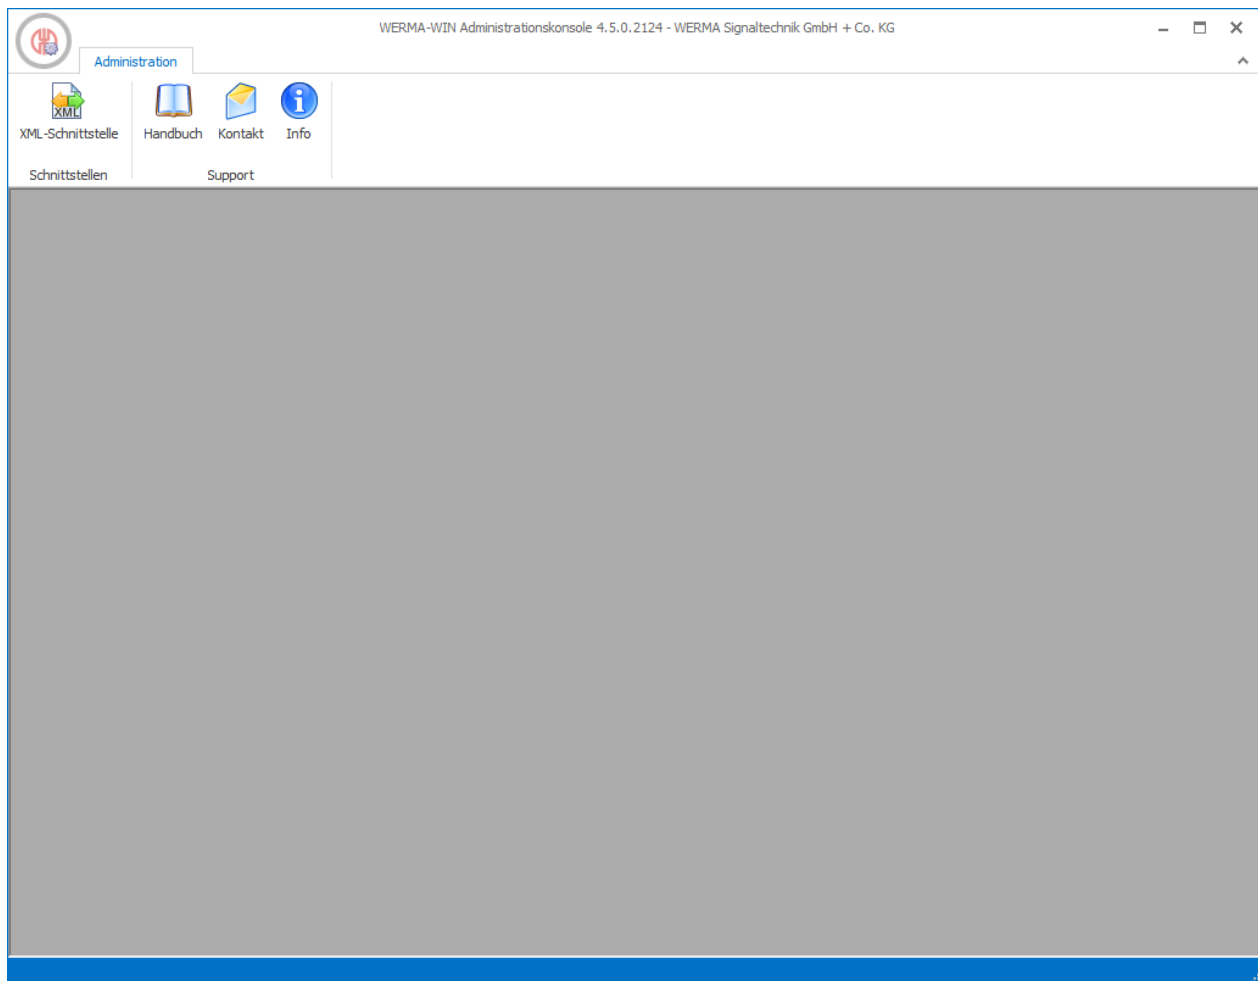 WERMA-WIN Administrationskonsole 4.5.0.2124 - WERMA Signaltechnik GmbH + Co. KG
Administration
XML
XML-Schnittstelle
Handbuch
Kontakt
Info
Schnittstellen
Support